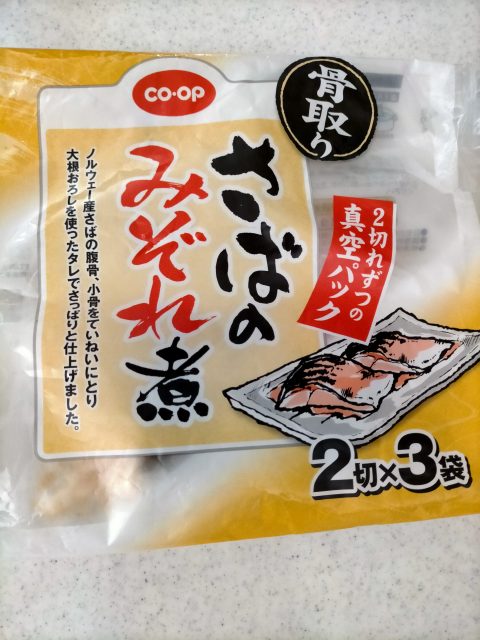 CO·OP
骨取り
さばの
みぞれ煮
ノルウェー産さばの腹骨、小骨をていねいにとり
大根おろしを使ったタレでさっぱりと仕上げました。
2切れずつの
真空パック
2切×3袋